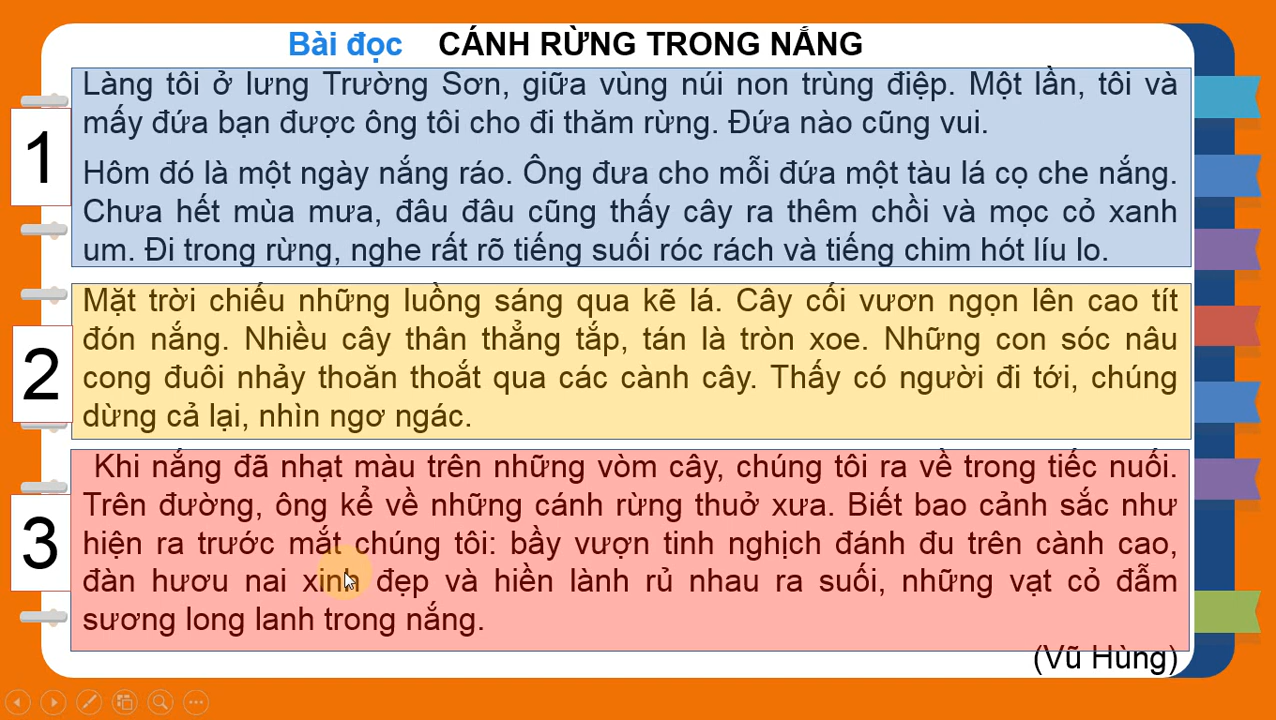 Bài đọc CÁNH RỪNG TRONG NẮNG
1
Làng tôi ở lưng Trường Sơn, giữa vùng núi non trùng điệp. Một lần, tôi và
mấy đứa bạn được ông tôi cho đi thăm rừng. Đứa nào cũng vui.
Hôm đó là một ngày nắng ráo. Ông đưa cho mỗi đứa một tàu lá cọ che nắng.
Chưa hết mùa mưa, đâu đâu cũng thấy cây ra thêm chồi và mọc cỏ xanh
um. Đi trong rừng, nghe rất rõ tiếng suối róc rách và tiếng chim hót líu lo.
2
Mặt trời chiếu những luồng sáng qua kẽ lá. Cây cối vươn ngọn lên cao tít
đón nắng. Nhiều cây thân thẳng tắp, tán là tròn xoe. Những con sóc nâu
cong đuôi nhảy thoăn thoắt qua các cành cây. Thấy có người đi tới, chúng
dừng cả lại, nhìn ngơ ngác.
3
Khi nắng đã nhạt màu trên những vòm cây, chúng tôi ra về trong tiếc nuối.
Trên đường, ông kể về những cánh rừng thuở xưa. Biết bao cảnh sắc như
hiện ra trước mắt chúng tôi: bầy vượn tinh nghịch đánh đu trên cành cao,
đàn hươu nai xinh đẹp và hiền lành rủ nhau ra suối, những vạt cỏ đẫm
sương long lanh trong nắng.
(Vũ Hùng)